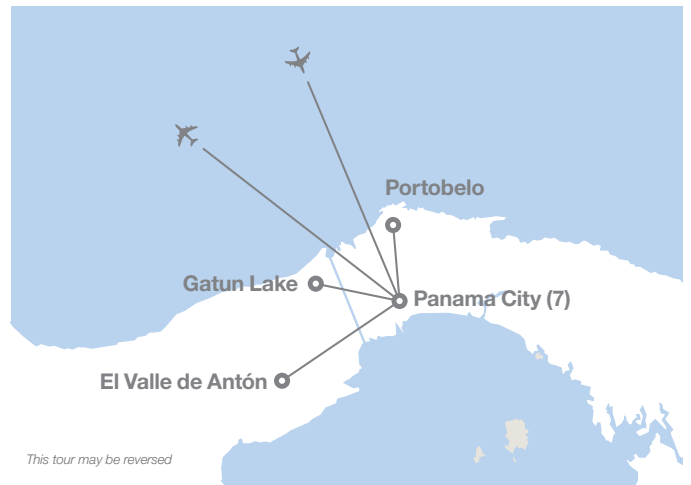 Portobelo
Gatun Lake
Panama City (7)
El Valle de Antón
This tour may be reversed